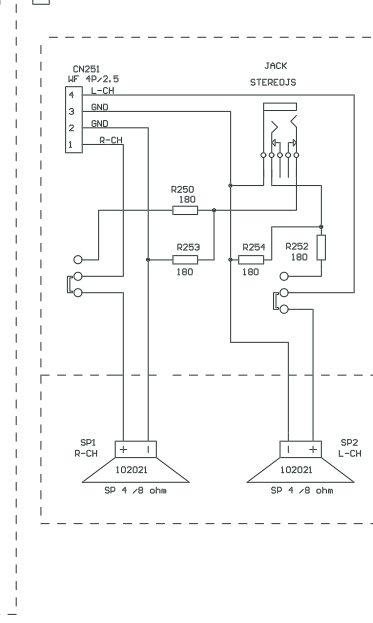 CN251
WF 4P/2.5
JACK
STEREOJS
4 L-CH
3 GND
2 GND
1 R-CH
R250
180
R253
180
R254
180
R252
180
SP1
R-CH
+ −
102021
SP 4 /8 ohm
− +
102021
SP 4 /8 ohm
SP2
L-CH